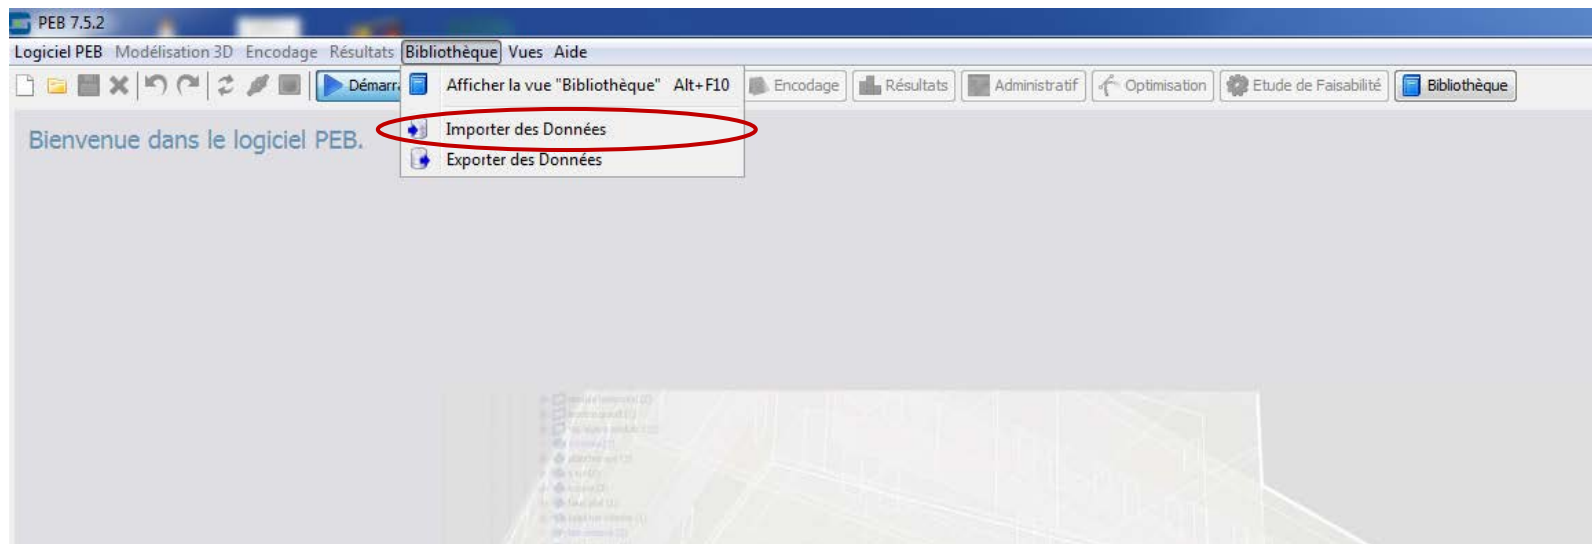 PEB 7.5.2
Logiciel PEB Modélisation 3D Encodage Résultats Bibliothèque Vues Aide
Démarr Encodage Résultats Administratif Optimisation Etude de Faisabilité Bibliothèque
Afficher la vue "Bibliothèque" Alt+F10
Importer des Données
Exporter des Données
Bienvenue dans le logiciel PEB.